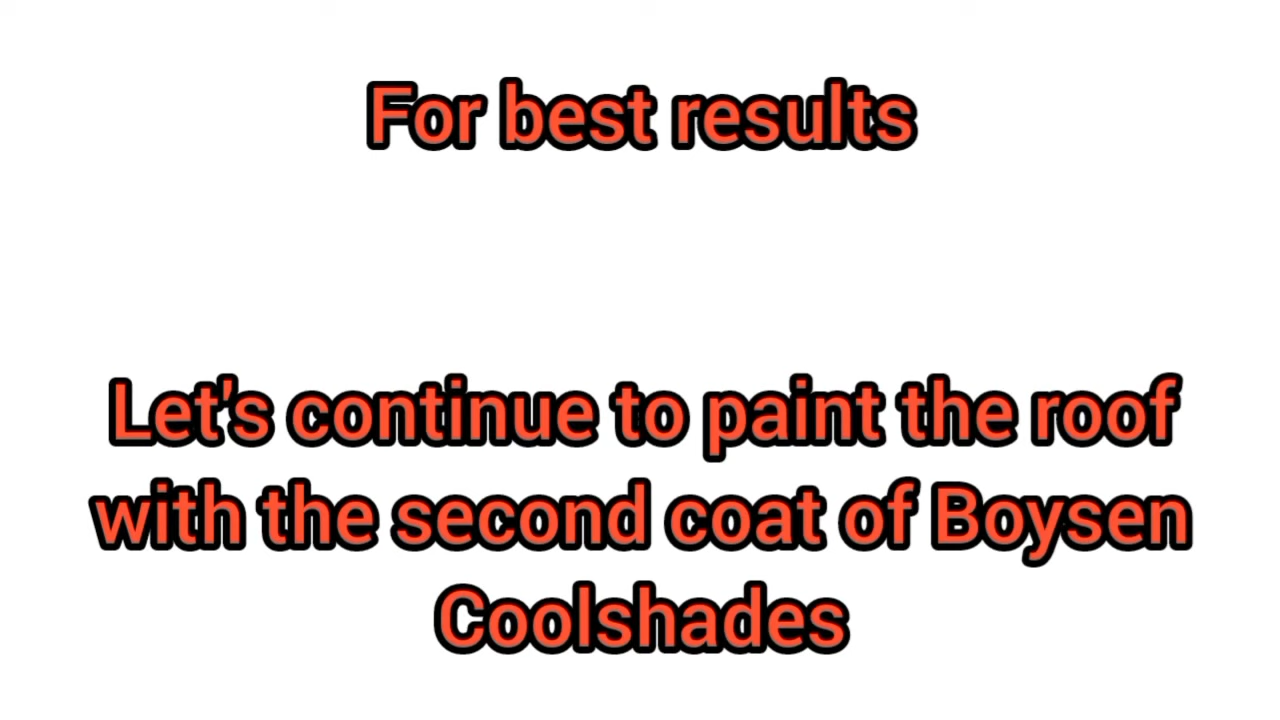 For best results
Let's continue to paint the roof
with the second coat of Boysen
Coolshades